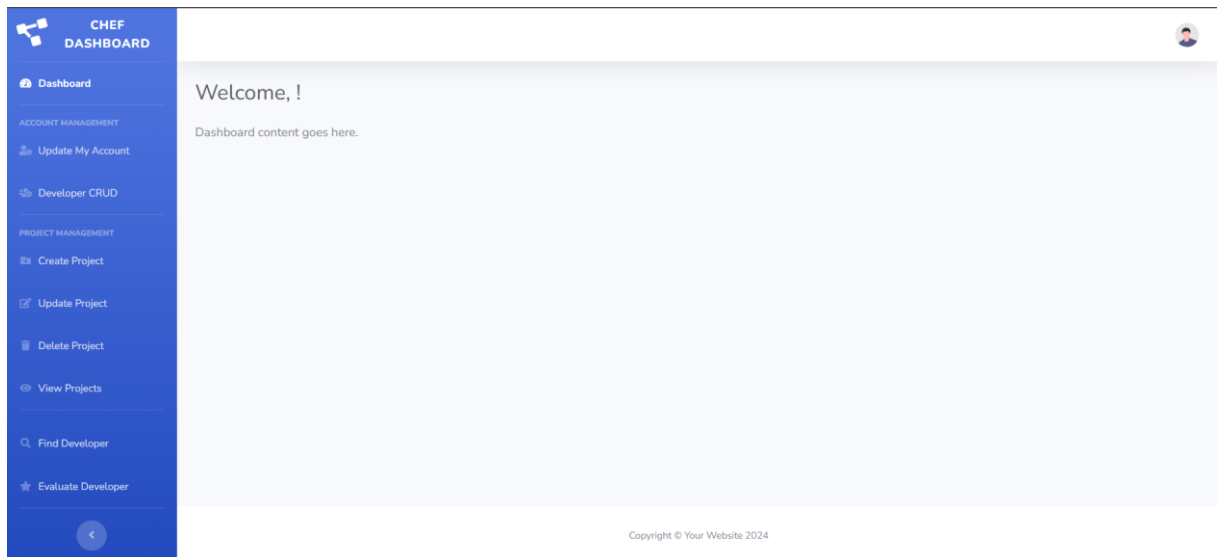 CHEF
DASHBOARD
Dashboard
ACCOUNT MANAGEMENT
Update My Account
Developer CRUD
PROJECT MANAGEMENT
Create Project
Update Project
Delete Project
View Projects
Find Developer
Evaluate Developer
Welcome, !
Dashboard content goes here.
Copyright © Your Website 2024